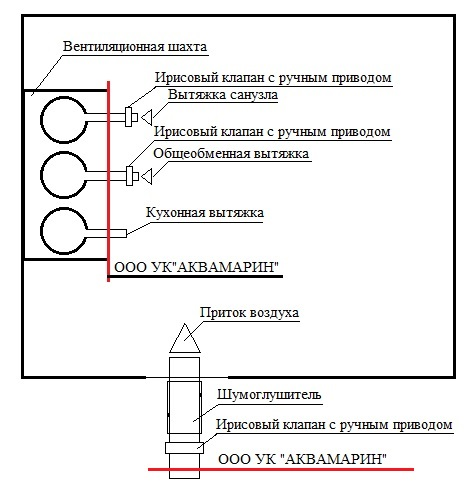 Вентиляционная шахта
Ирисовый клапан с ручным приводом
Вытяжка санузла
Ирисовый клапан с ручным приводом
Общеобменная вытяжка
Кухонная вытяжка
ООО УК"АКВАМАРИН"
Приток воздуха
Шумоглушитель
Ирисовый клапан с ручным приводом
ООО УК "АКВАМАРИН"